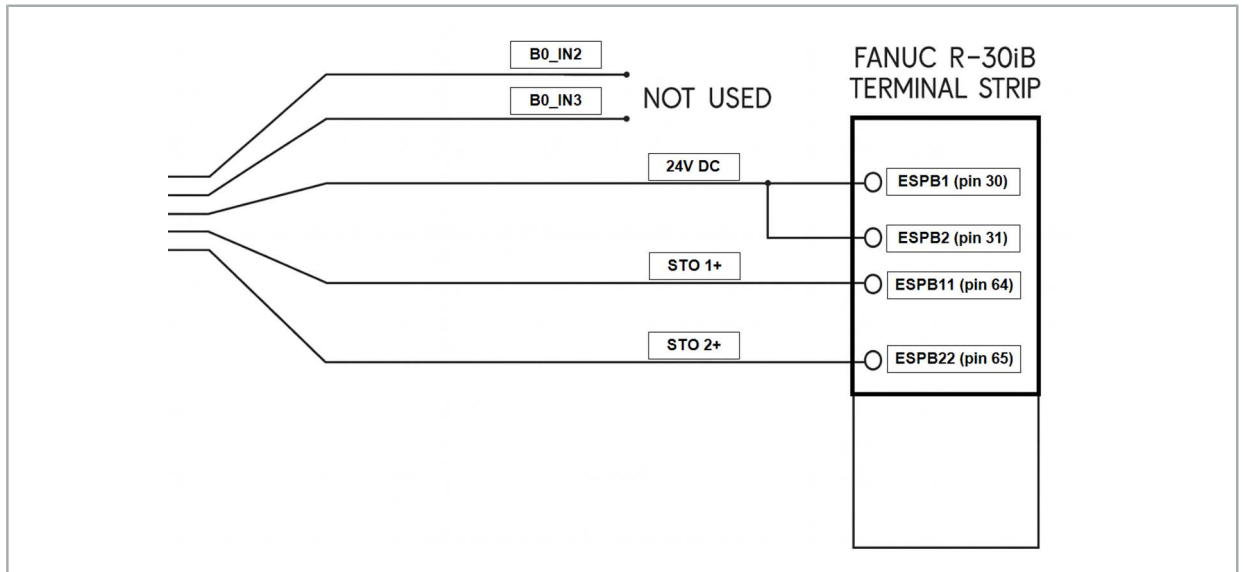 B0_IN2
B0_IN3
NOT USED
24V DC
STO 1+
STO 2+
FANUC R-30iB
TERMINAL STRIP
ESPB1 (pin 30)
ESPB2 (pin 31)
ESPB11 (pin 64)
ESPB22 (pin 65)